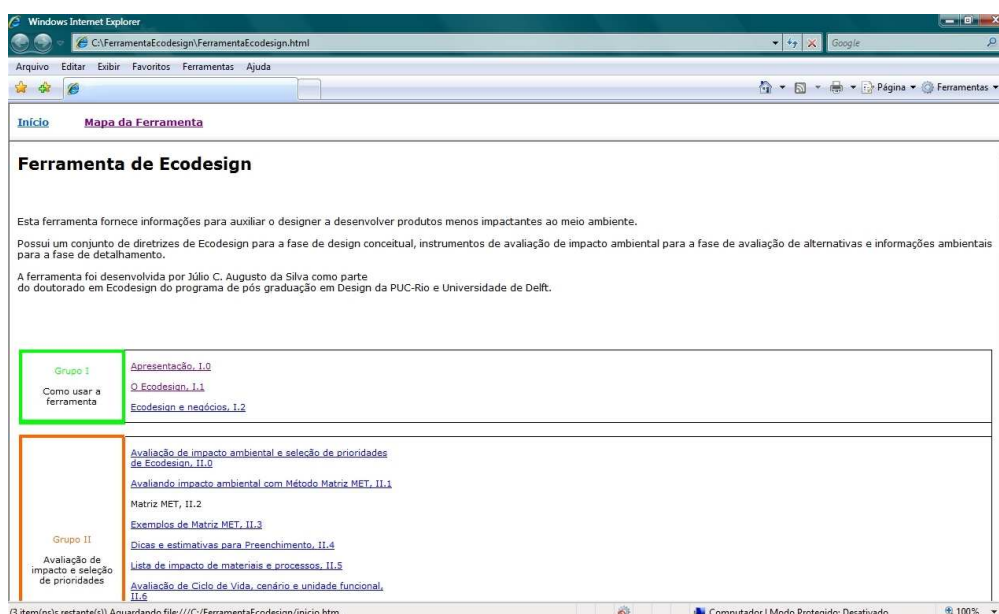 Windows Internet Explorer
C:\FerramentaEcodesign\FerramentaEcodesign.html
Google
Arquivo Editar Exibir Favoritos Ferramentas Ajuda
Página Ferramentas
Início Mapa da Ferramenta
Ferramenta de Ecodesign
Esta ferramenta fornece informações para auxiliar o designer a desenvolver produtos menos impactantes ao meio ambiente.
Possui um conjunto de diretrizes de Ecodesign para a fase de design conceitual, instrumentos de avaliação de impacto ambiental para a fase de avaliação de alternativas e informações ambientais
para a fase de detalhamento.
A ferramenta foi desenvolvida por Júlio C. Augusto da Silva como parte
do doutorado em Ecodesign do programa de pós graduação em Design da PUC-Rio e Universidade de Delft.
Grupo I
Como usar a
ferramenta
Apresentação, I.0
O Ecodesign, I.1
Ecodesign e negócios, I.2
Grupo II
Avaliação de
impacto e seleção
de prioridades
Avaliação de impacto ambiental e seleção de prioridades
de Ecodesign, II.0
Avaliando impacto ambiental com Método Matriz MET, II.1
Matriz MET, II.2
Exemplos de Matriz MET, II.3
Dicas e estimativas para Preenchimento, II.4
Lista de impacto de materiais e processos, II.5
Avaliação de Ciclo de Vida, cenário e unidade funcional,
II.6
(3 item(ns)s restante(s)) Aguardando file:///C:/FerramentaEcodesign/inicio.htm
Computador | Modo Protegido: Desativado 100%